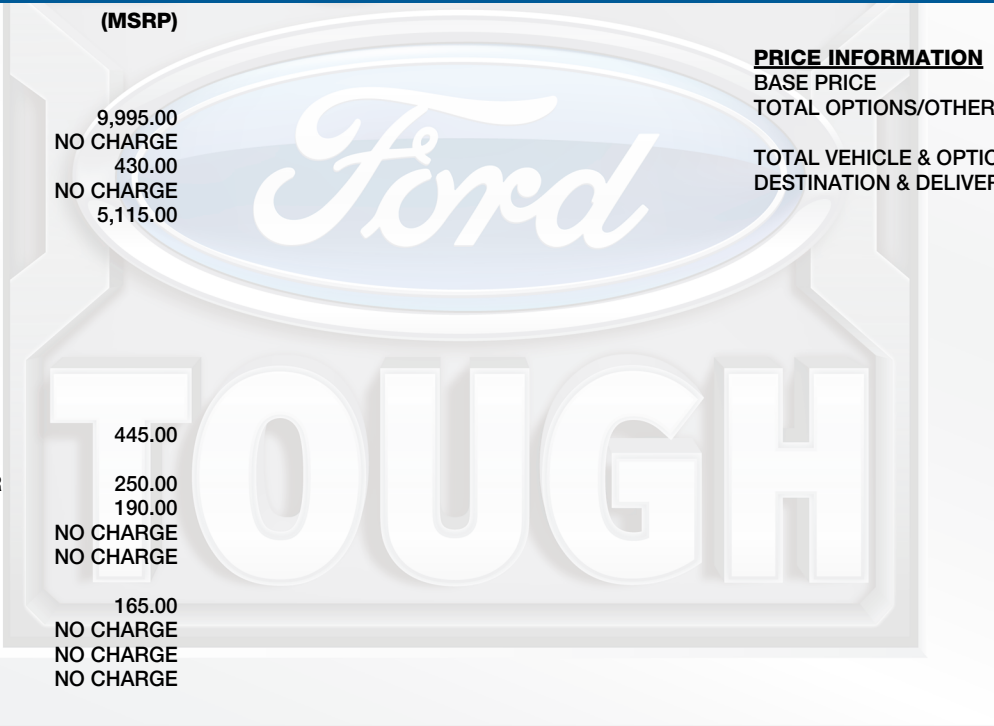 (MSRP)
9,995.00
NO CHARGE
430.00
NO CHARGE
5,115.00
445.00
250.00
190.00
NO CHARGE
NO CHARGE
165.00
NO CHARGE
NO CHARGE
NO CHARGE
PRICE INFORMATION
BASE PRICE
TOTAL OPTIONS/OTHER
TOTAL VEHICLE & OPTIO
DESTINATION & DELIVER
Ford
TOUGH